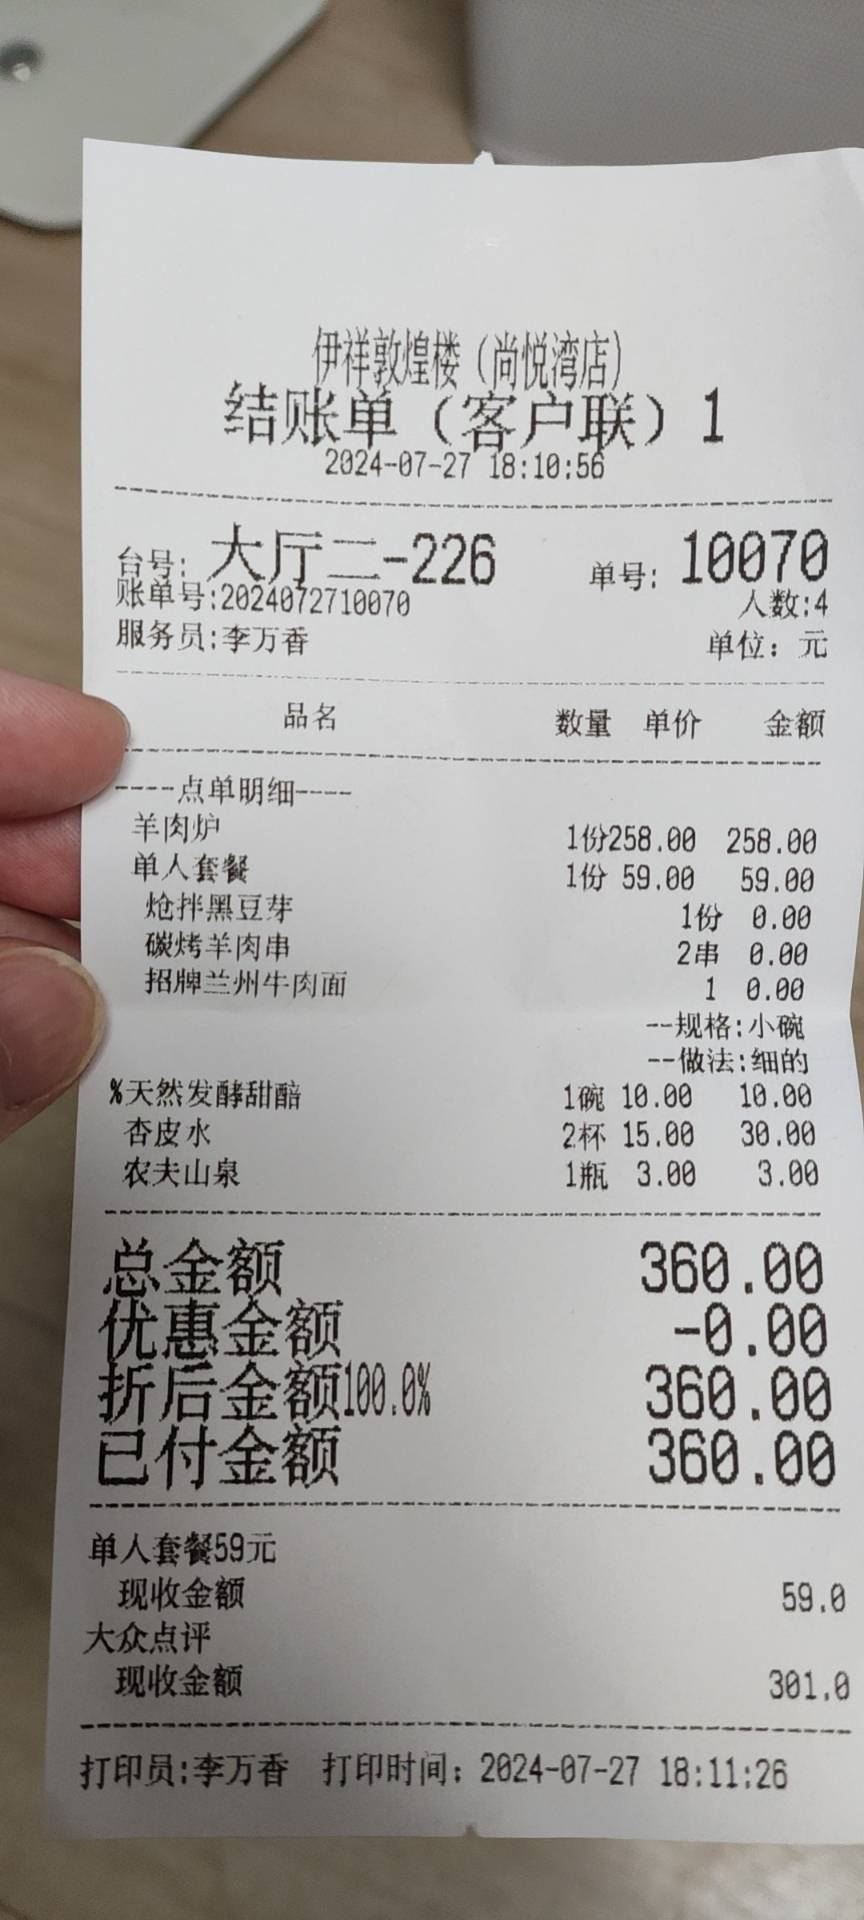 伊祥敦煌楼（尚悦湾店）
结账单（客户联）1
2024-07-27 18:10:56
台号: 大厅二-226 单号: 10070
账单号:2024072710070 人数:4
服务员:李万香 单位：元
品名 数量 单价 金额
----点单明细----
羊肉炉 1份258.00 258.00
单人套餐 1份 59.00 59.00
炝拌黑豆芽 1份 0.00
碳烤羊肉串 2串 0.00
招牌兰州牛肉面 1 0.00
--规格:小碗
--做法:细的
%天然发酵甜醅 1碗 10.00 10.00
杏皮水 2杯 15.00 30.00
农夫山泉 1瓶 3.00 3.00
总金额 360.00
优惠金额 -0.00
折后金额100.0% 360.00
已付金额 360.00
单人套餐59元
现收金额 59.0
大众点评
现收金额 301.0
打印员:李万香 打印时间：2024-07-27 18:11:26